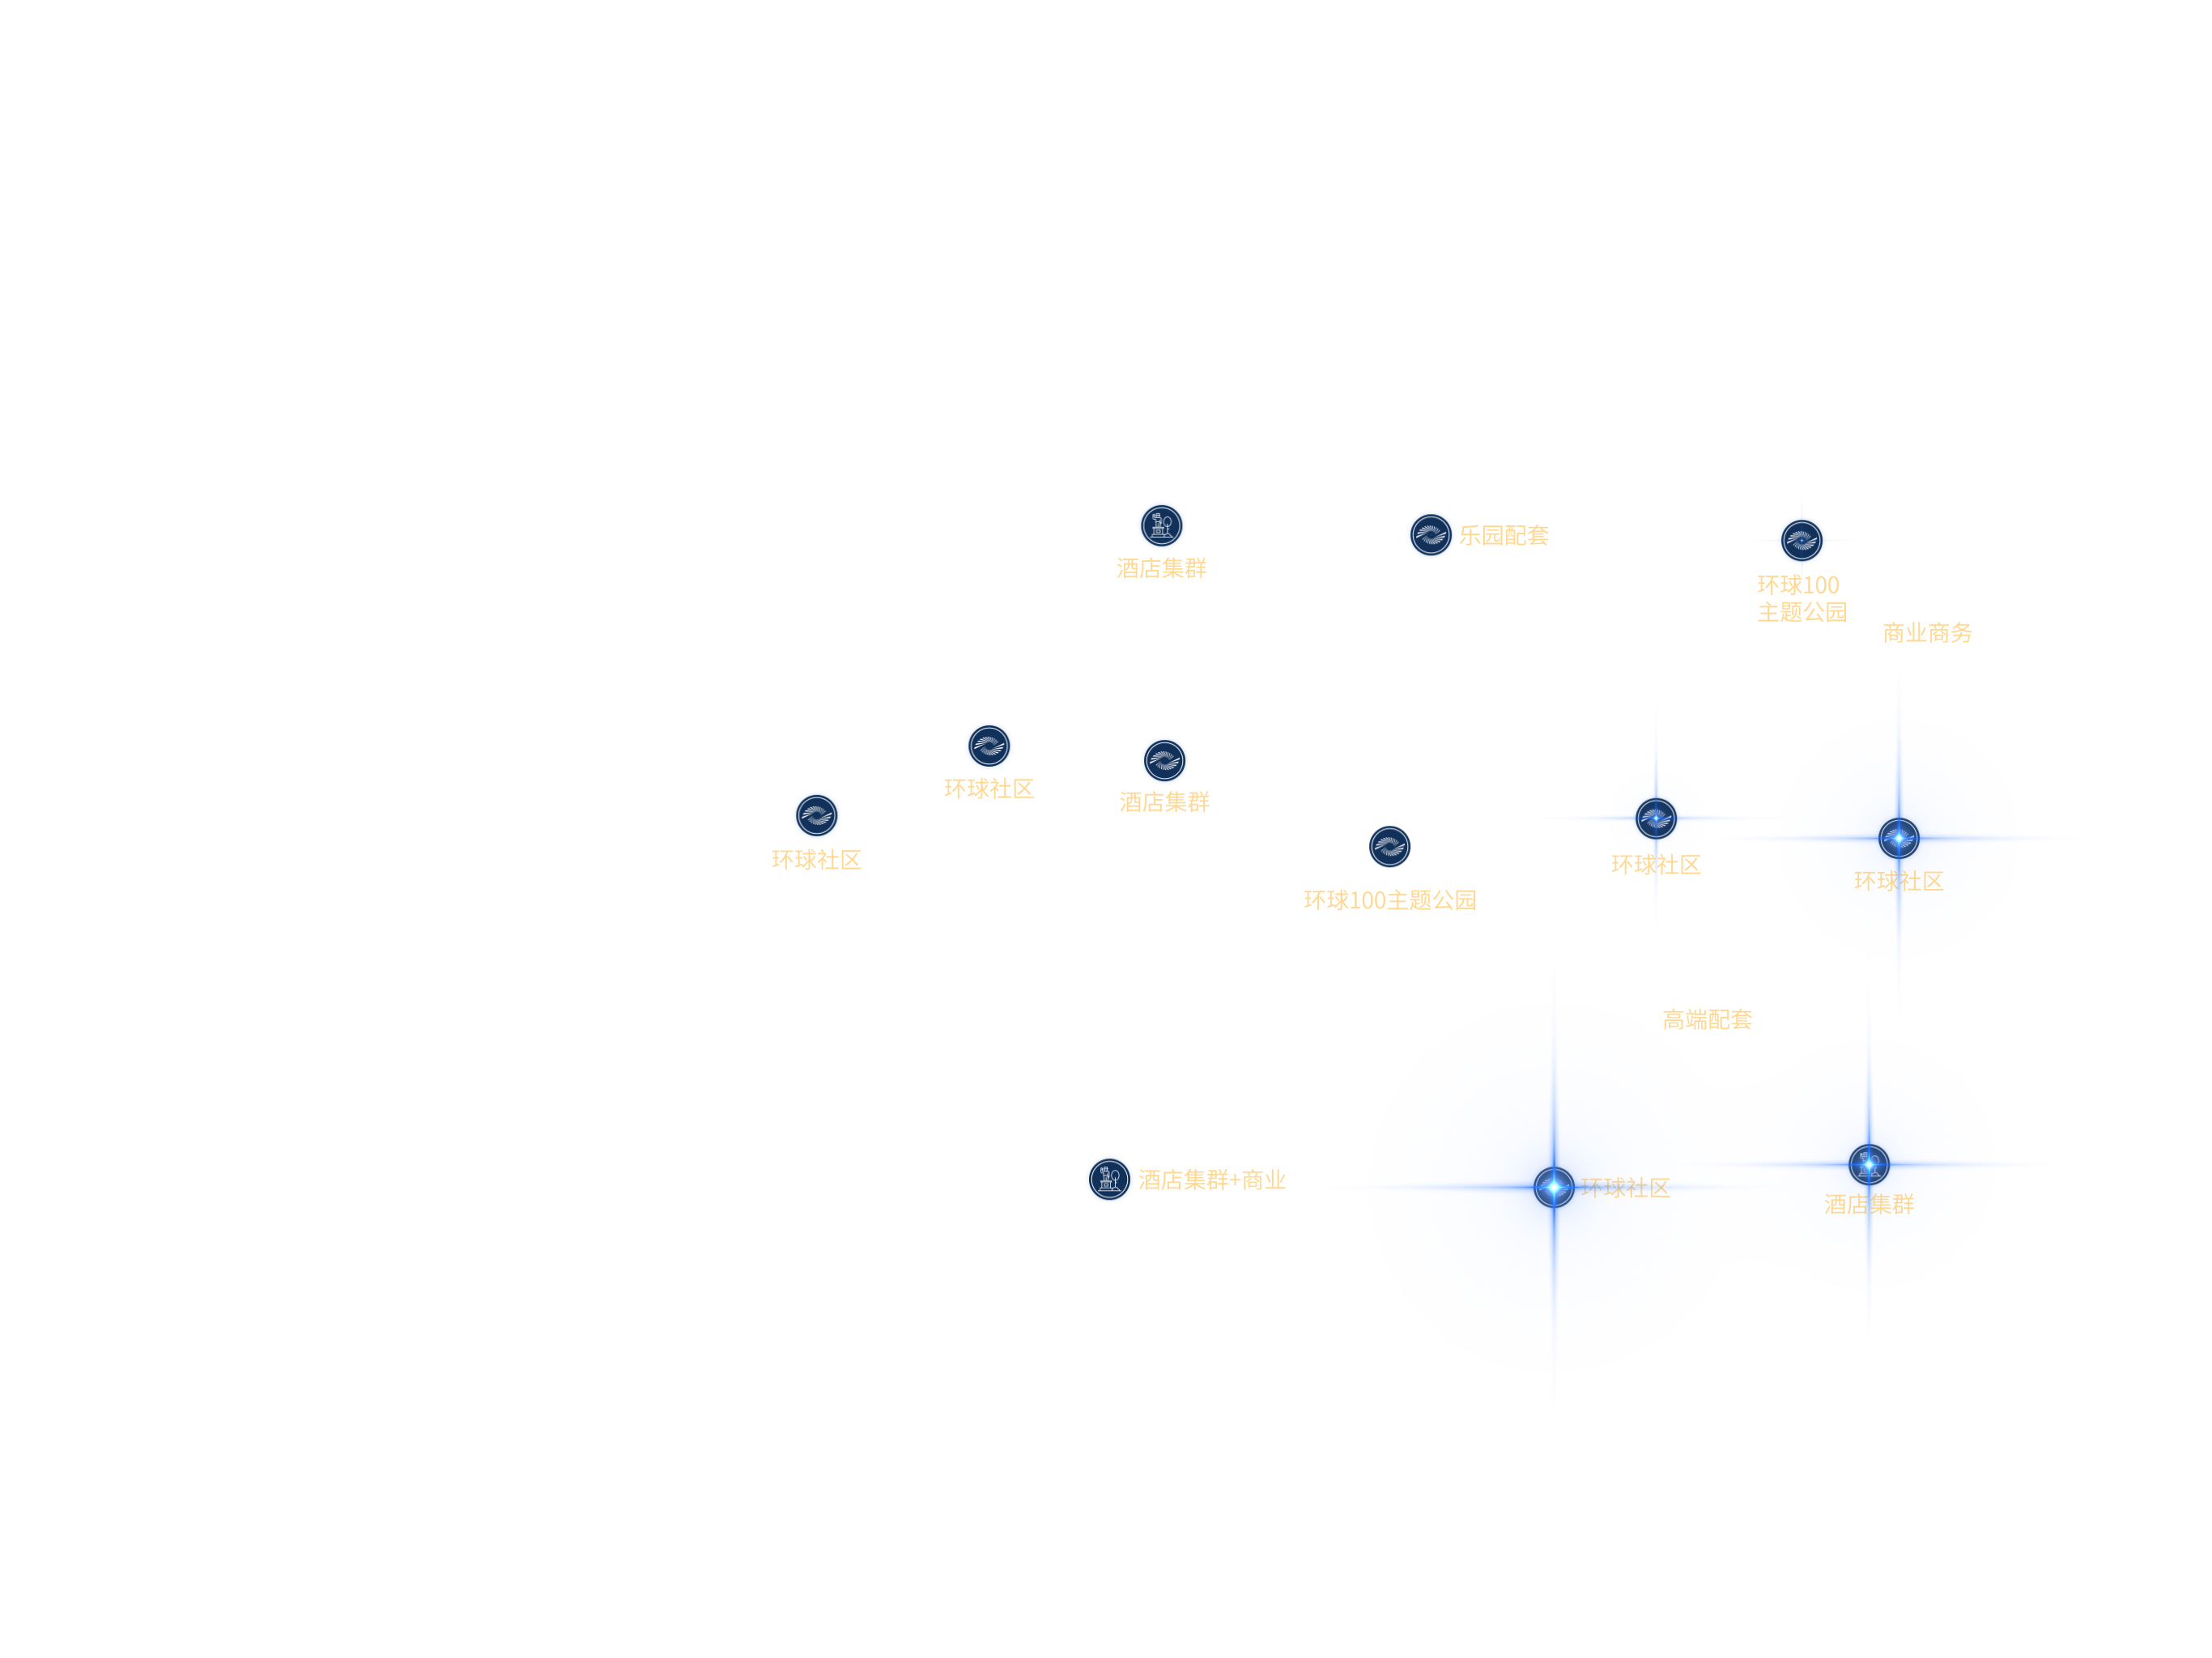 酒店集群
乐园配套
环球100
主题公园
商业商务
环球社区
酒店集群
环球社区
环球社区
环球社区
环球100主题公园
高端配套
酒店集群+商业
环球社区
酒店集群